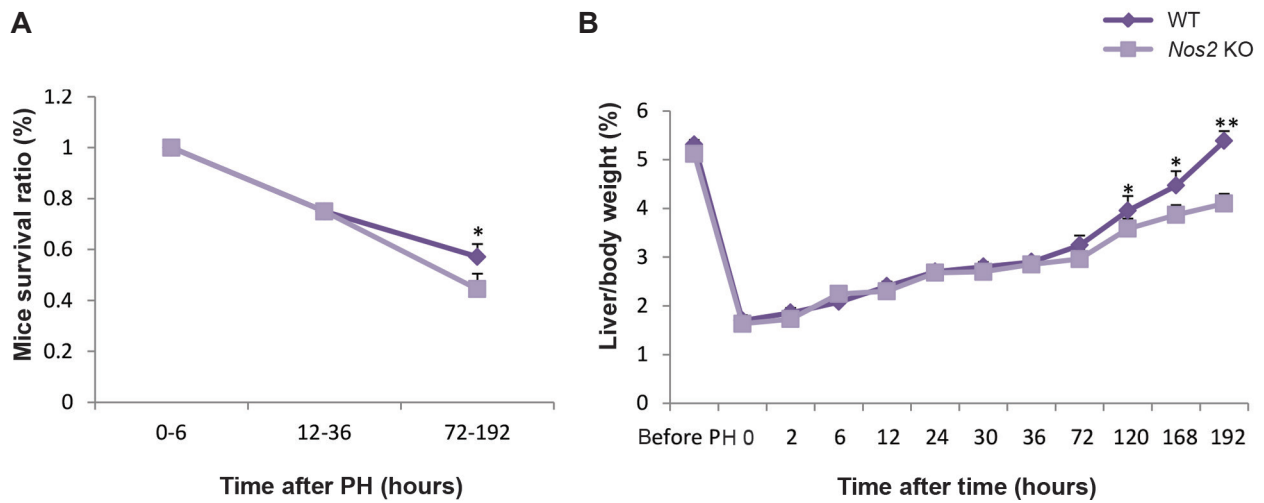 A
Mice survival ratio (%)
1.2
1
0.8
0.6
0.4
0.2
0
*
0-6 12-36 72-192
Time after PH (hours)
B
WT
Nos2 KO
Liver/body weight (%)
6
5
4
3
2
1
0
* * **
Before PH 0 2 6 12 24 30 36 72 120 168 192
Time after time (hours)